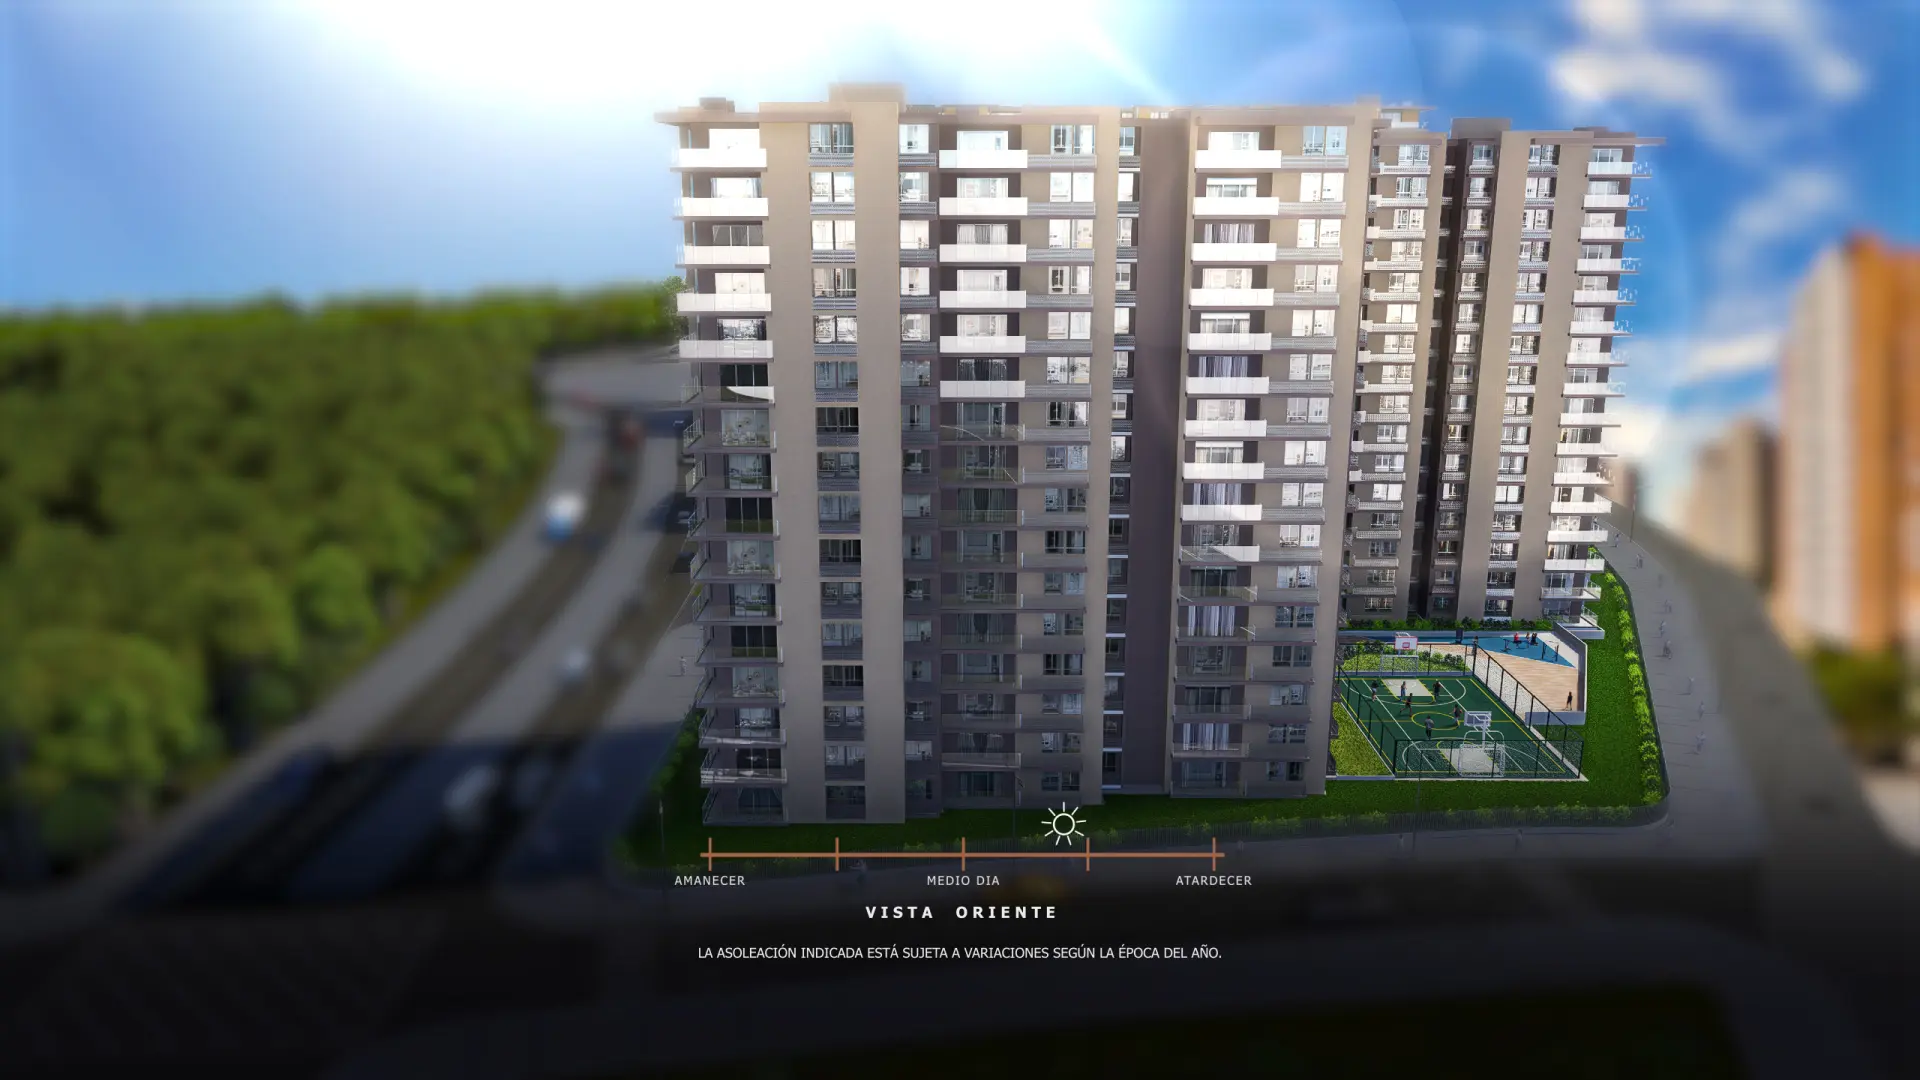 AMANECER MEDIO DIA ATARDECER
VISTA ORIENTE
LA ASOLEACIÓN INDICADA ESTÁ SUJETA A VARIACIONES SEGÚN LA ÉPOCA DEL AÑO.